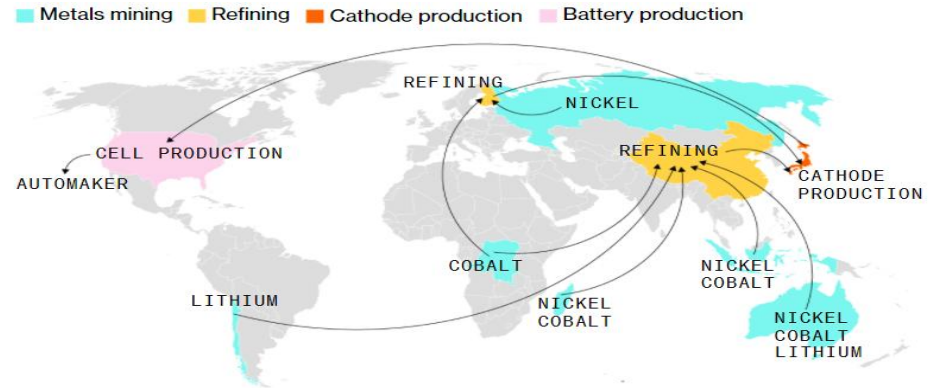 Metals mining Refining Cathode production Battery production
REFINING
NICKEL
CELL PRODUCTION
REFINING
AUTOMAKER
CATHODE
PRODUCTION
COBALT
NICKEL
COBALT
LITHIUM
NICKEL
COBALT
NICKEL
COBALT
LITHIUM